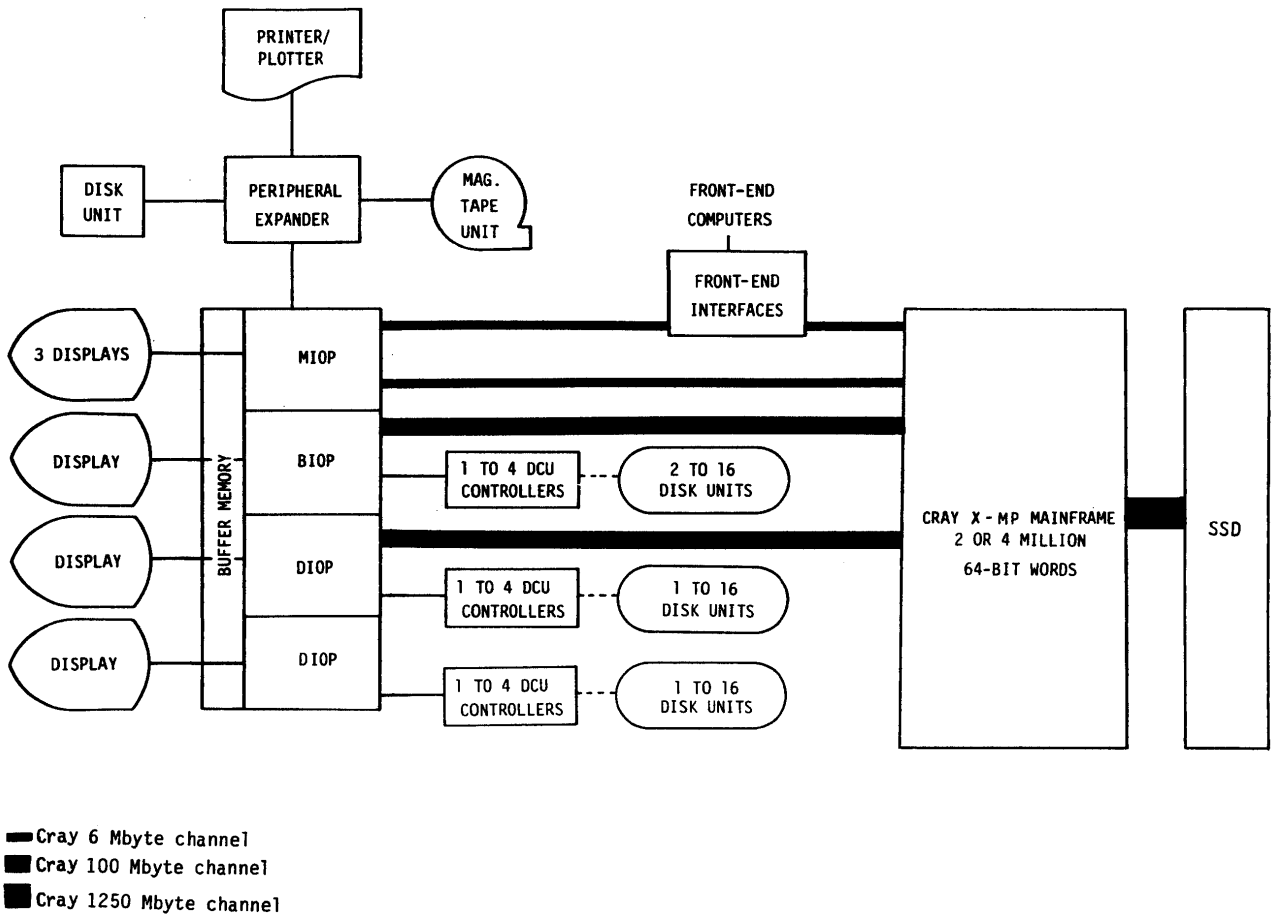 PRINTER/
PLOTTER
DISK
UNIT
PERIPHERAL
EXPANDER
MAG.
TAPE
UNIT
FRONT-END
COMPUTERS
FRONT-END
INTERFACES
3 DISPLAYS
DISPLAY
DISPLAY
DISPLAY
BUFFER MEMORY
MIOP
BIOP
DIOP
DIOP
1 TO 4 DCU
CONTROLLERS
2 TO 16
DISK UNITS
1 TO 4 DCU
CONTROLLERS
1 TO 16
DISK UNITS
1 TO 4 DCU
CONTROLLERS
1 TO 16
DISK UNITS
CRAY X-MP MAINFRAME
2 OR 4 MILLION
64-BIT WORDS
SSD
Cray 6 Mbyte channel
Cray 100 Mbyte channel
Cray 1250 Mbyte channel